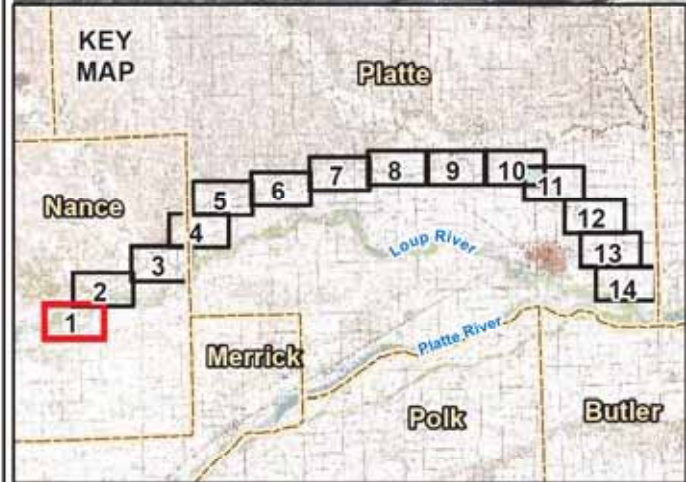 KEY
MAP
Platte
Nance
1
2
3
4
5
6
7
8
9
10
11
12
13
14
Loup River
Platte River
Merrick
Polk
Butler